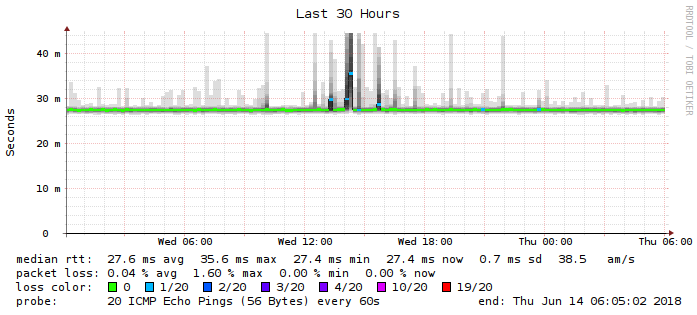 Last 30 Hours
RRDTOOL / TOBI OETIKER
Seconds
40 m
30 m
20 m
10 m
0
Wed 06:00 Wed 12:00 Wed 18:00 Thu 00:00 Thu 06:00
median rtt: 27.6 ms avg 35.6 ms max 27.4 ms min 27.4 ms now 0.7 ms sd 38.5 am/s
packet loss: 0.04 % avg 1.60 % max 0.00 % min 0.00 % now
loss color: 0 1/20 2/20 3/20 4/20 10/20 19/20
probe: 20 ICMP Echo Pings (56 Bytes) every 60s end: Thu Jun 14 06:05:02 2018